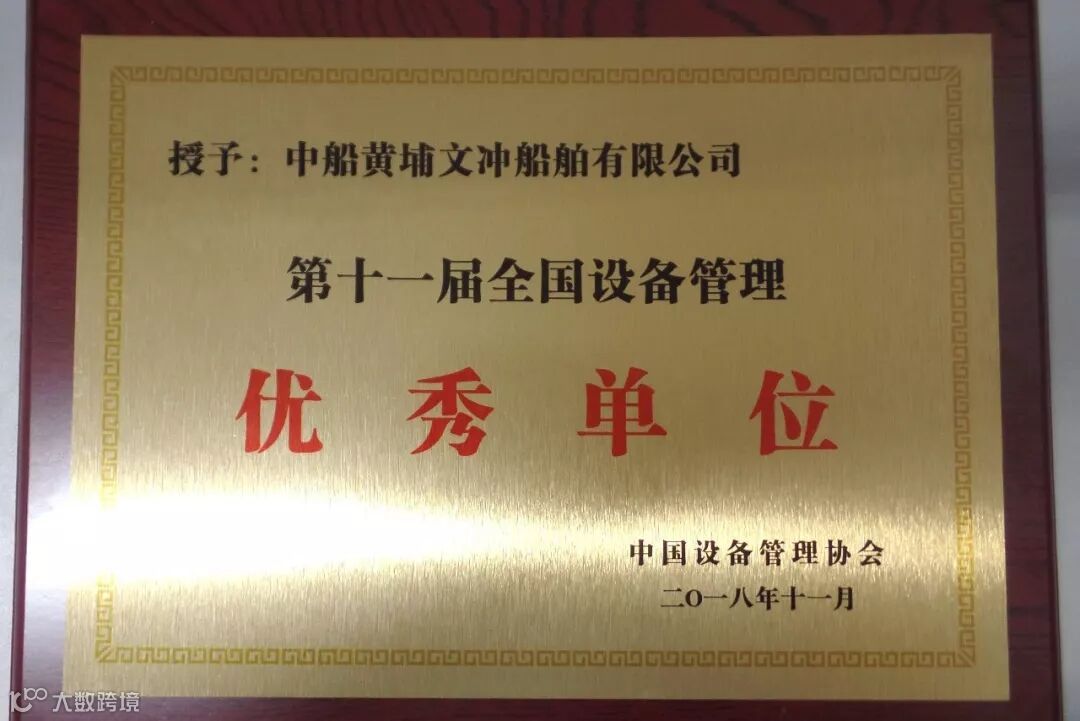 授予：中船黄埔文冲船舶有限公司
第十一届全国设备管理
优秀单位
中国设备管理协会
二O一八年十一月
大数跨境